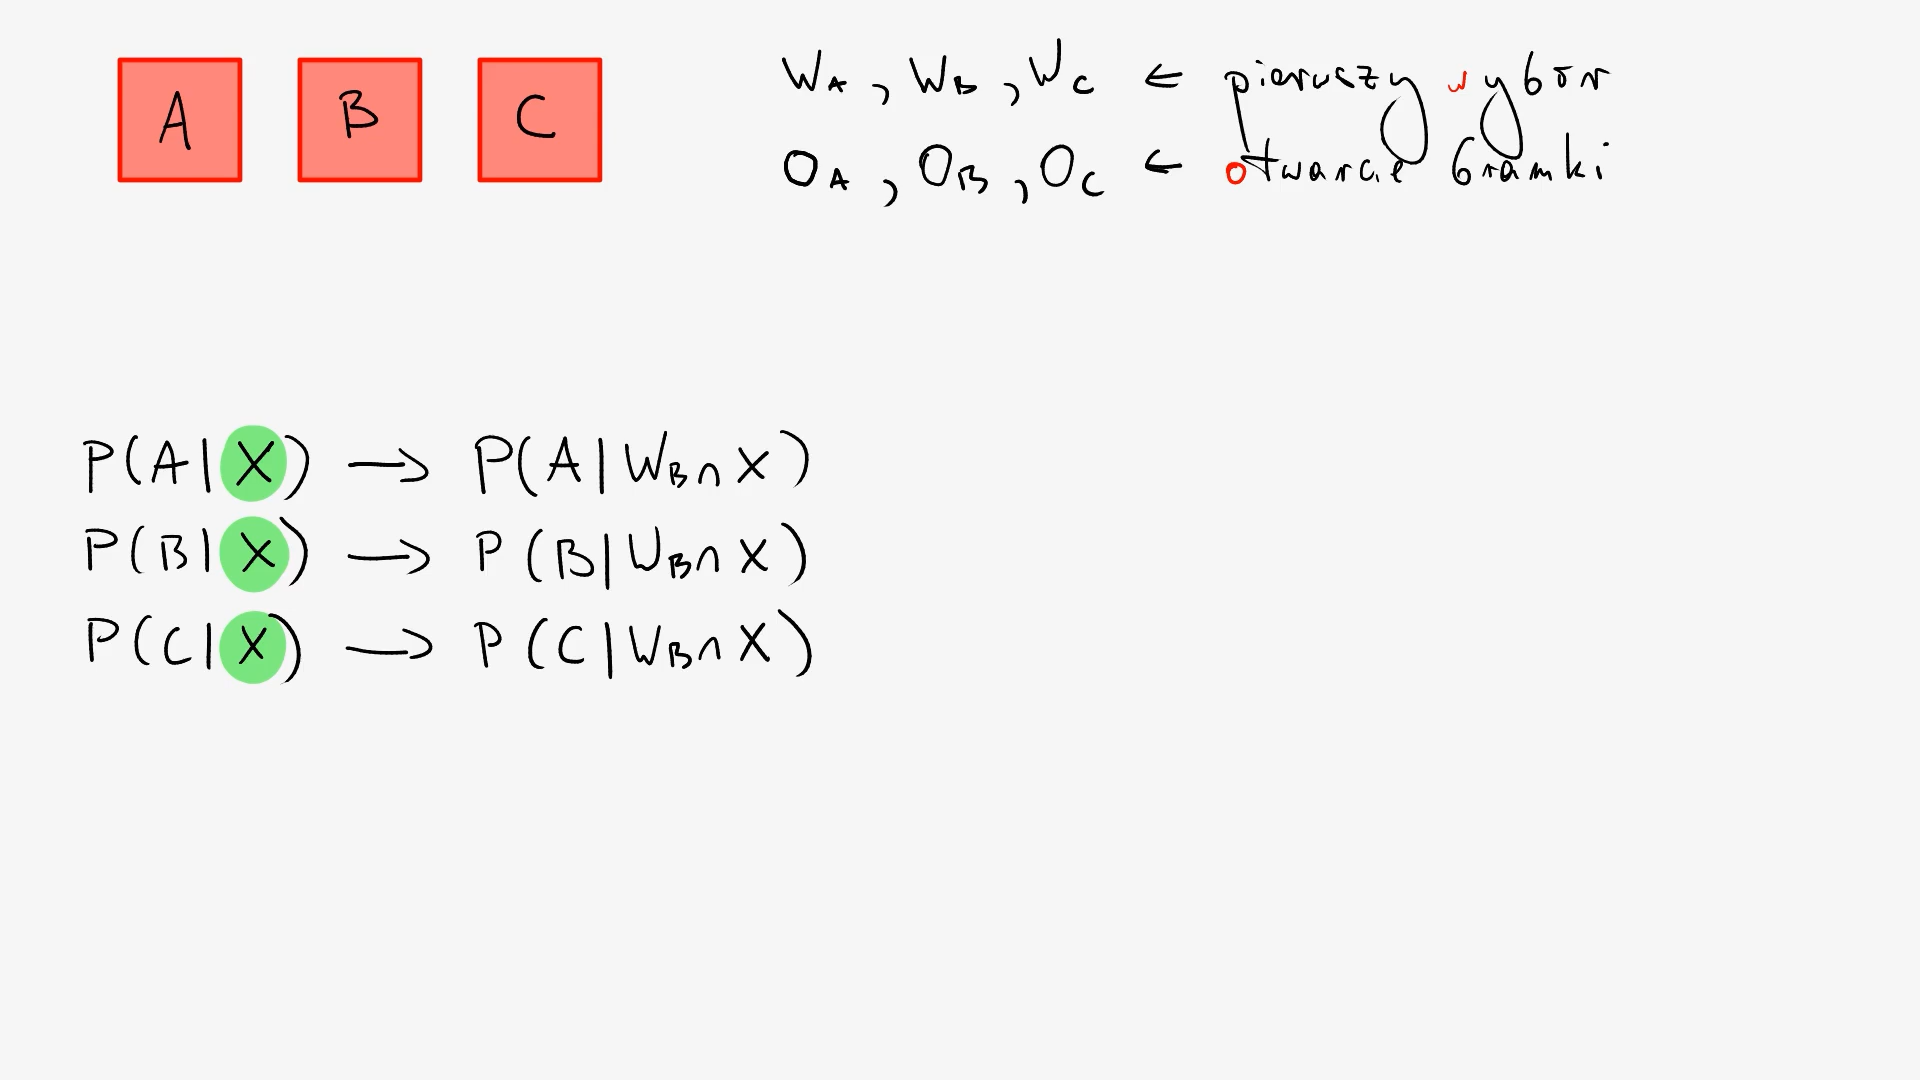 A B C
W_A, W_B, W_C ← pierwszy wybór
O_A, O_B, O_C ← otwarcie bramki
P(A|X) → P(A|W_B∩X)
P(B|X) → P(B|W_B∩X)
P(C|X) → P(C|W_B∩X)